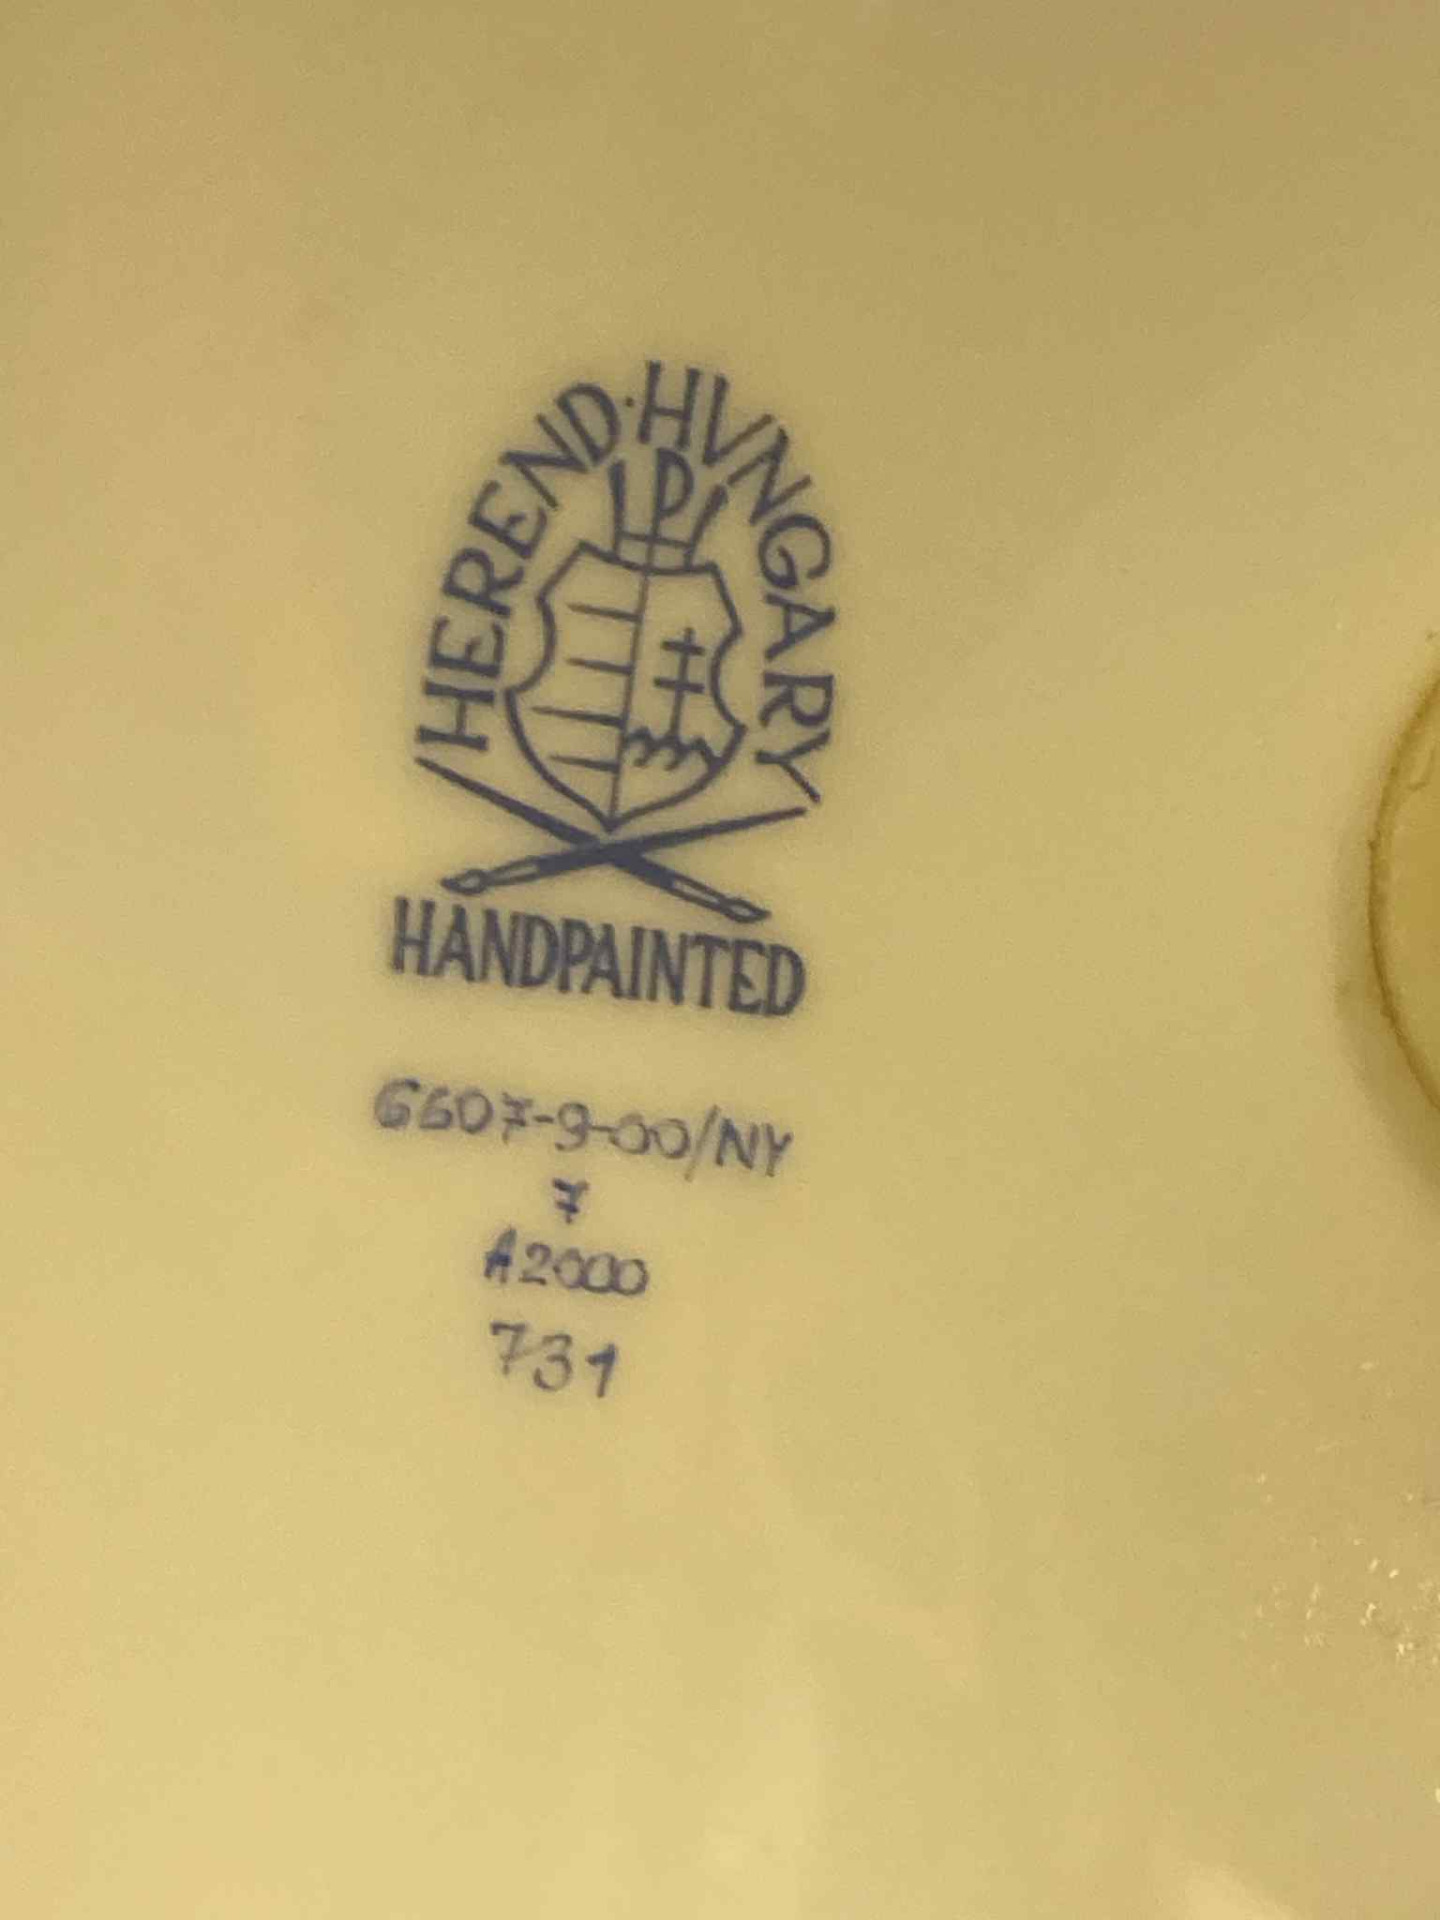 HEREND · HVNGARY
HANDPAINTED
6607-9-00/NY
7
A2000
731